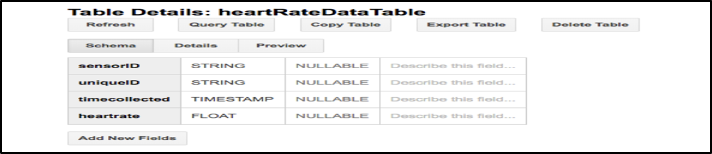 Table Details: heartRateDataTable
Refresh Query Table Copy Table Export Table Delete Table
Schema Details Preview
sensorID STRING NULLABLE Describe this field...
uniqueID STRING NULLABLE Describe this field...
timecollected TIMESTAMP NULLABLE Describe this field...
heartrate FLOAT NULLABLE Describe this field...
Add New Fields